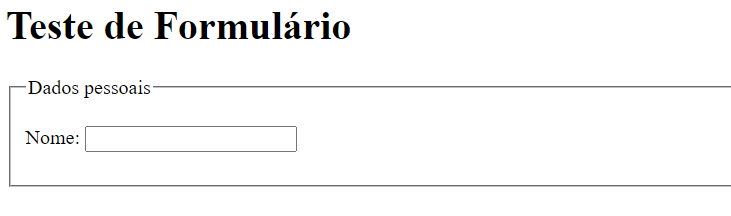 Teste de Formulário
Dados pessoais
Nome: